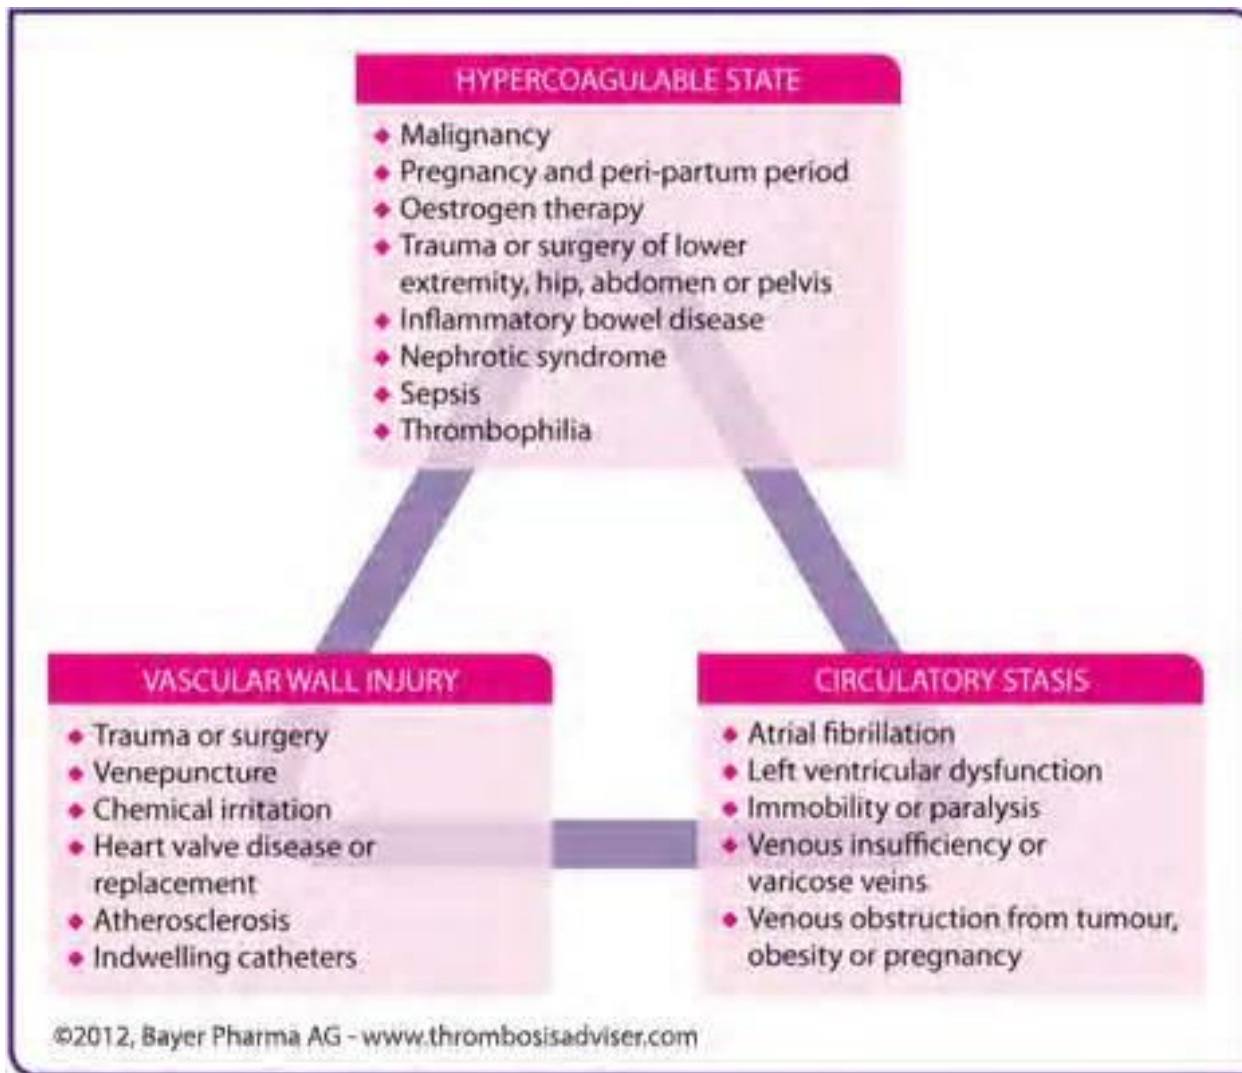 HYPERCOAGULABLE STATE
◆ Malignancy
◆ Pregnancy and peri-partum period
◆ Oestrogen therapy
◆ Trauma or surgery of lower
extremity, hip, abdomen or pelvis
◆ Inflammatory bowel disease
◆ Nephrotic syndrome
◆ Sepsis
◆ Thrombophilia
VASCULAR WALL INJURY
◆ Trauma or surgery
◆ Venepuncture
◆ Chemical irritation
◆ Heart valve disease or
replacement
◆ Atherosclerosis
◆ Indwelling catheters
CIRCULATORY STASIS
◆ Atrial fibrillation
◆ Left ventricular dysfunction
◆ Immobility or paralysis
◆ Venous insufficiency or
varicose veins
◆ Venous obstruction from tumour,
obesity or pregnancy
©2012, Bayer Pharma AG - www.thrombosisadviser.com